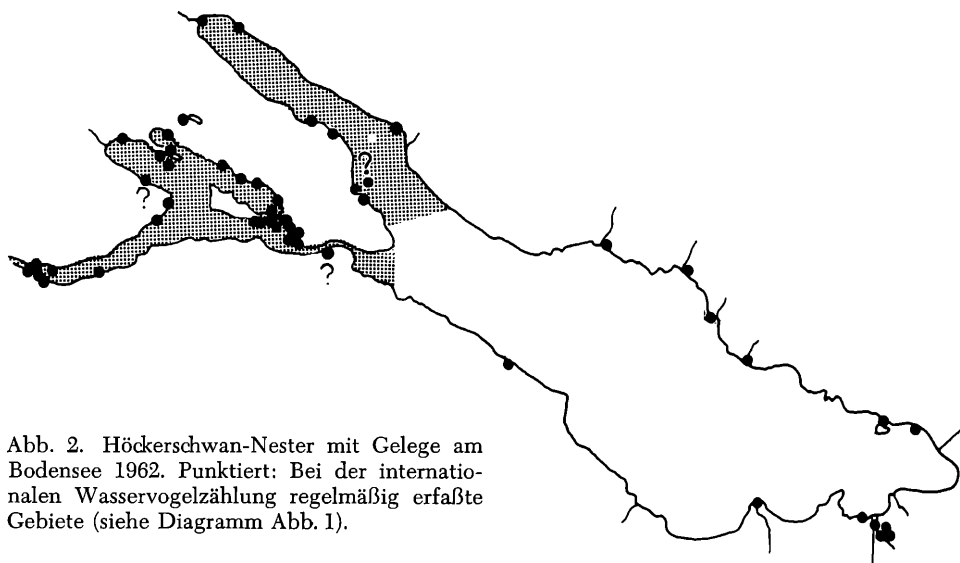 ?
?
?
Abb. 2. Höckerschwan-Nester mit Gelege am
Bodensee 1962. Punktiert: Bei der internatio-
nalen Wasservogelzählung regelmäßig erfaßte
Gebiete (siehe Diagramm Abb. 1).